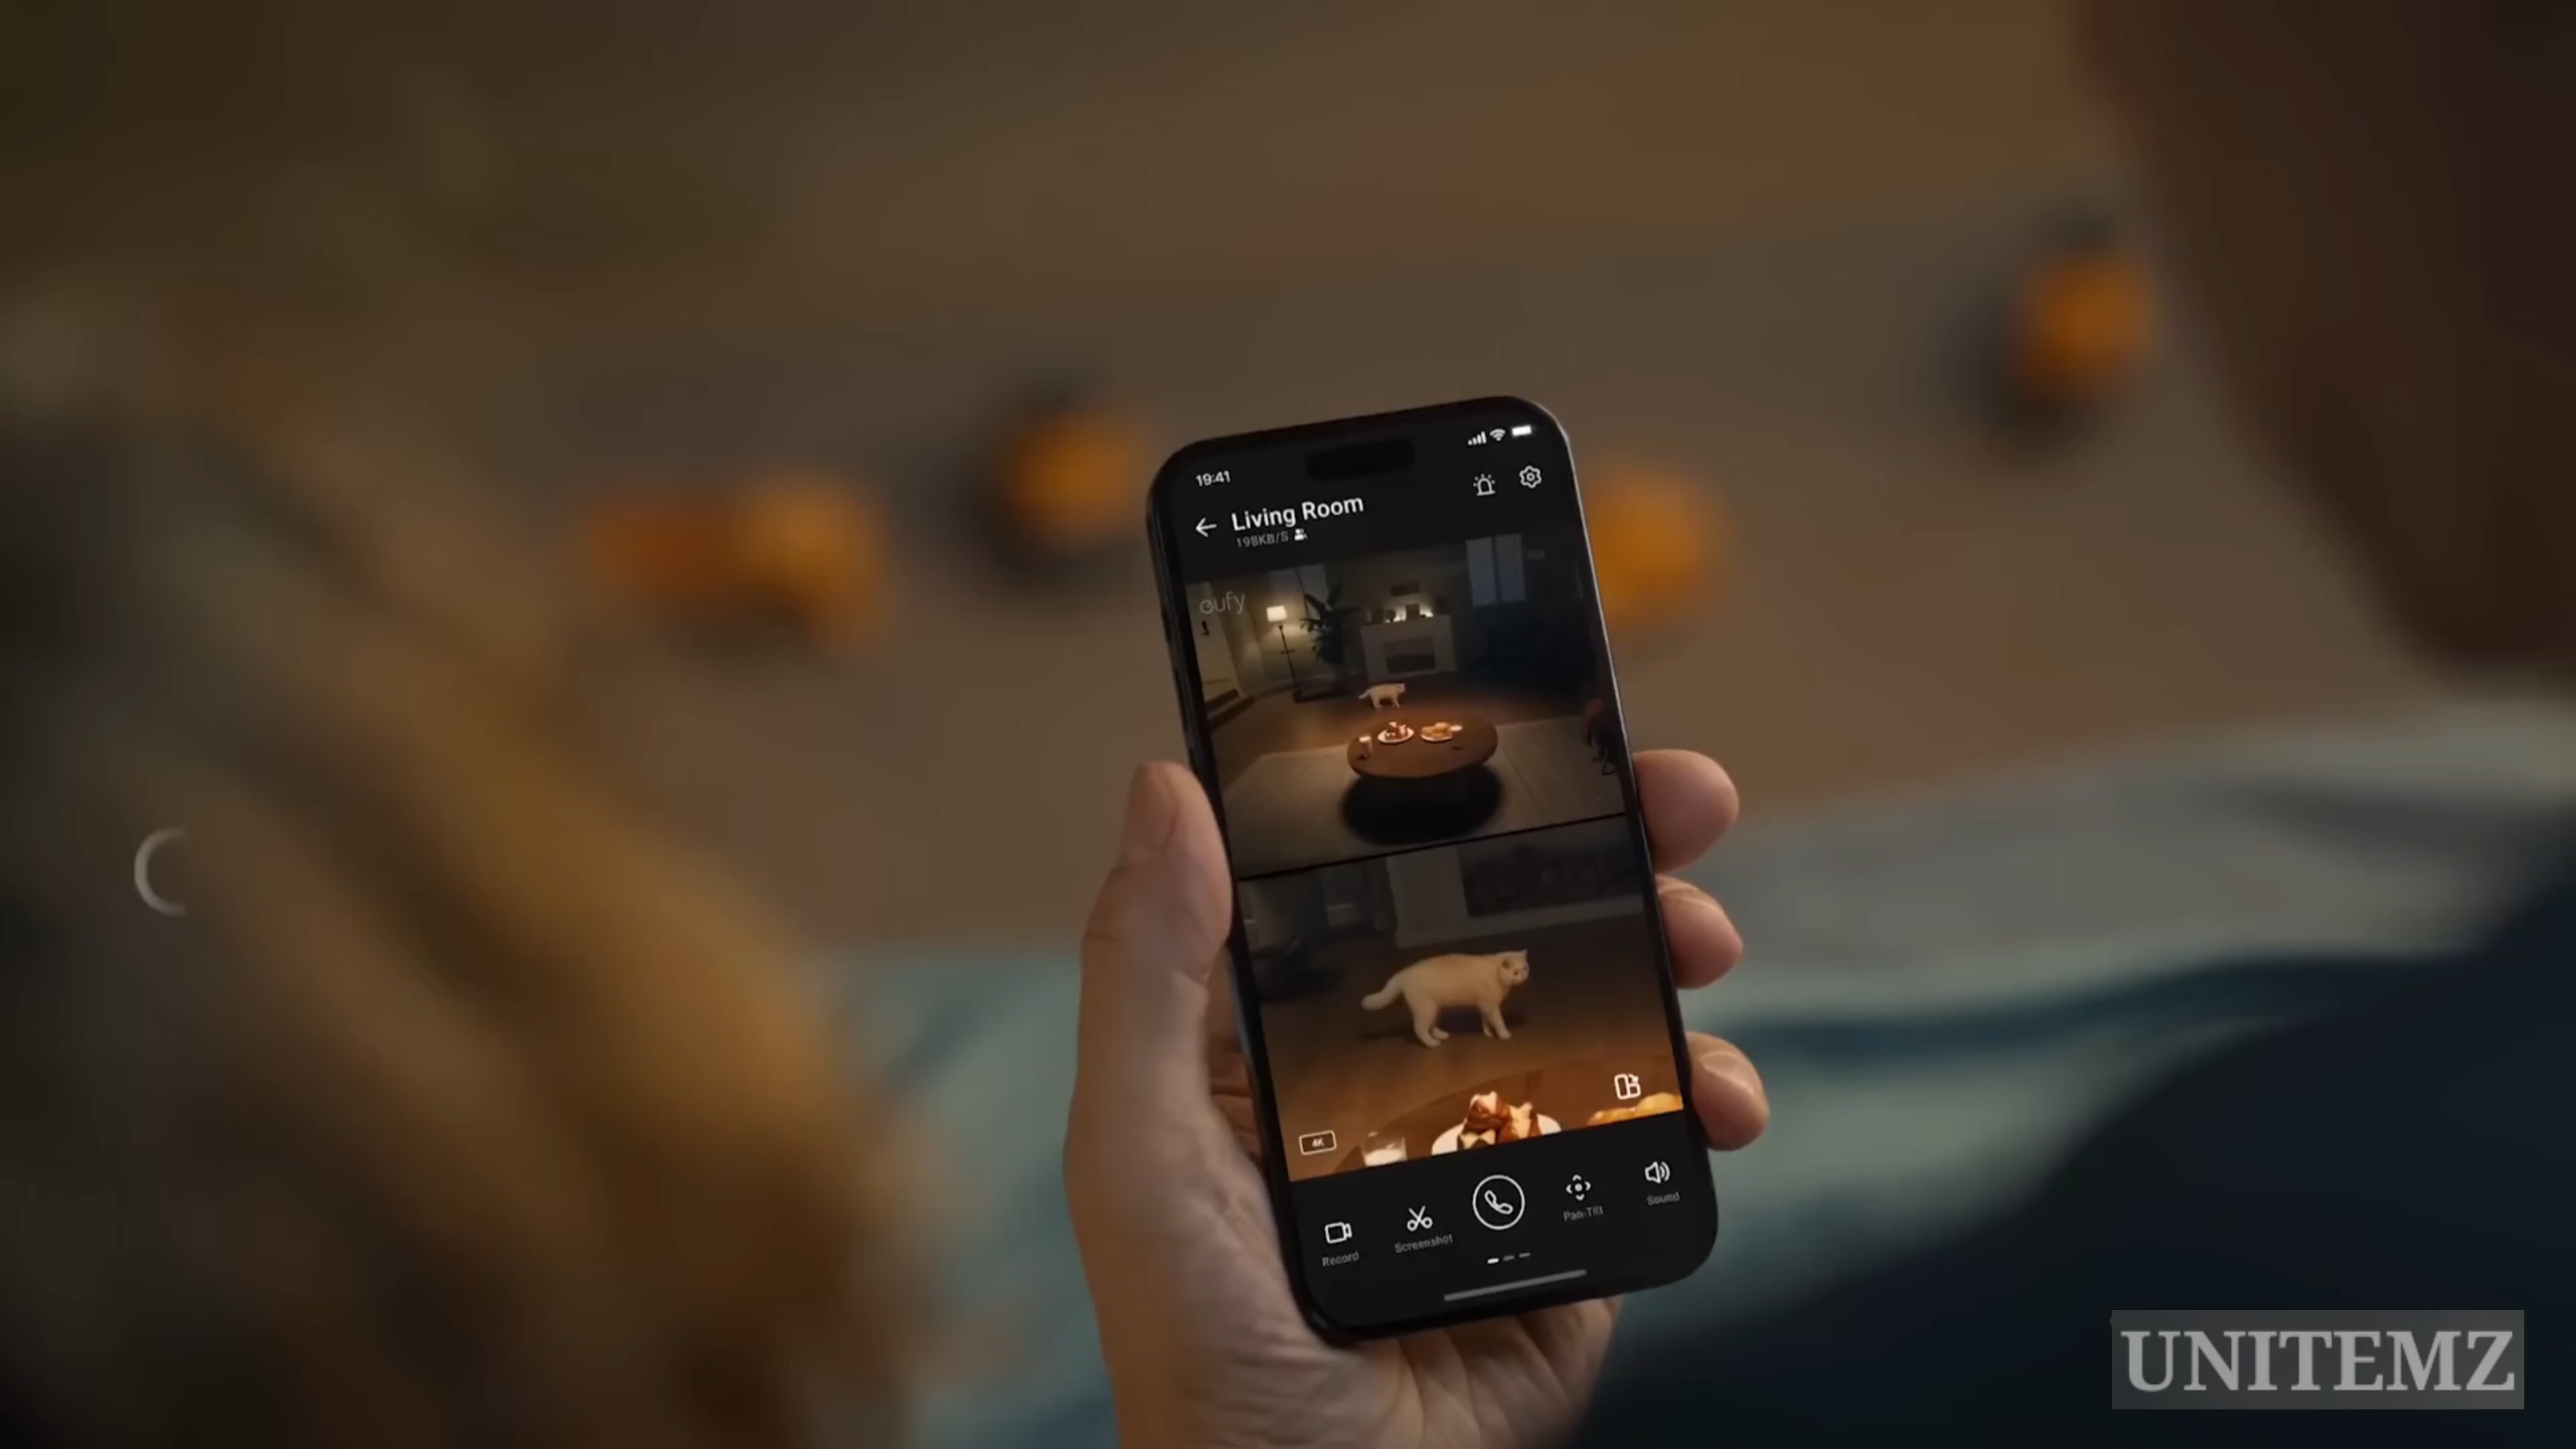 19:41
Living Room
198KB/S
eufy
4K
Record
Screenshot
Pan-Tilt
Sound
UNITEMZ